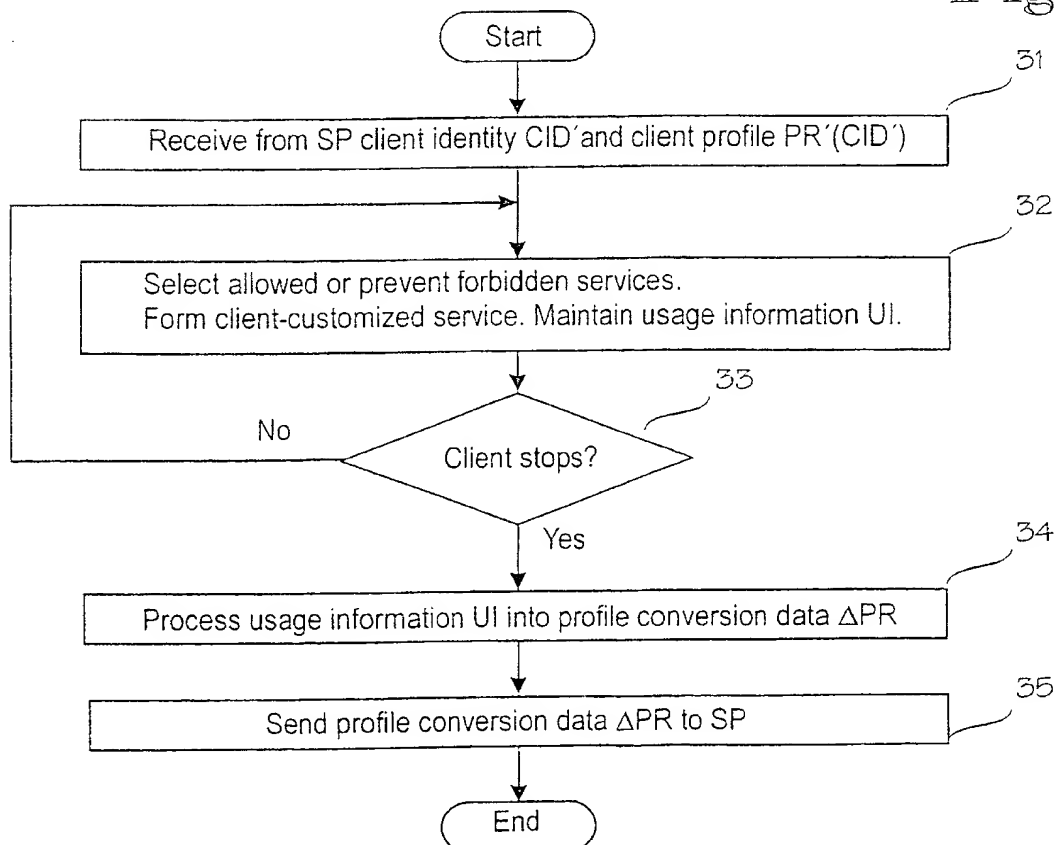 Start
31
Receive from SP client identity CID´and client profile PR´(CID´)
32
Select allowed or prevent forbidden services.
Form client-customized service. Maintain usage information UI.
33
No
Client stops?
Yes
34
Process usage information UI into profile conversion data ΔPR
35
Send profile conversion data ΔPR to SP
End